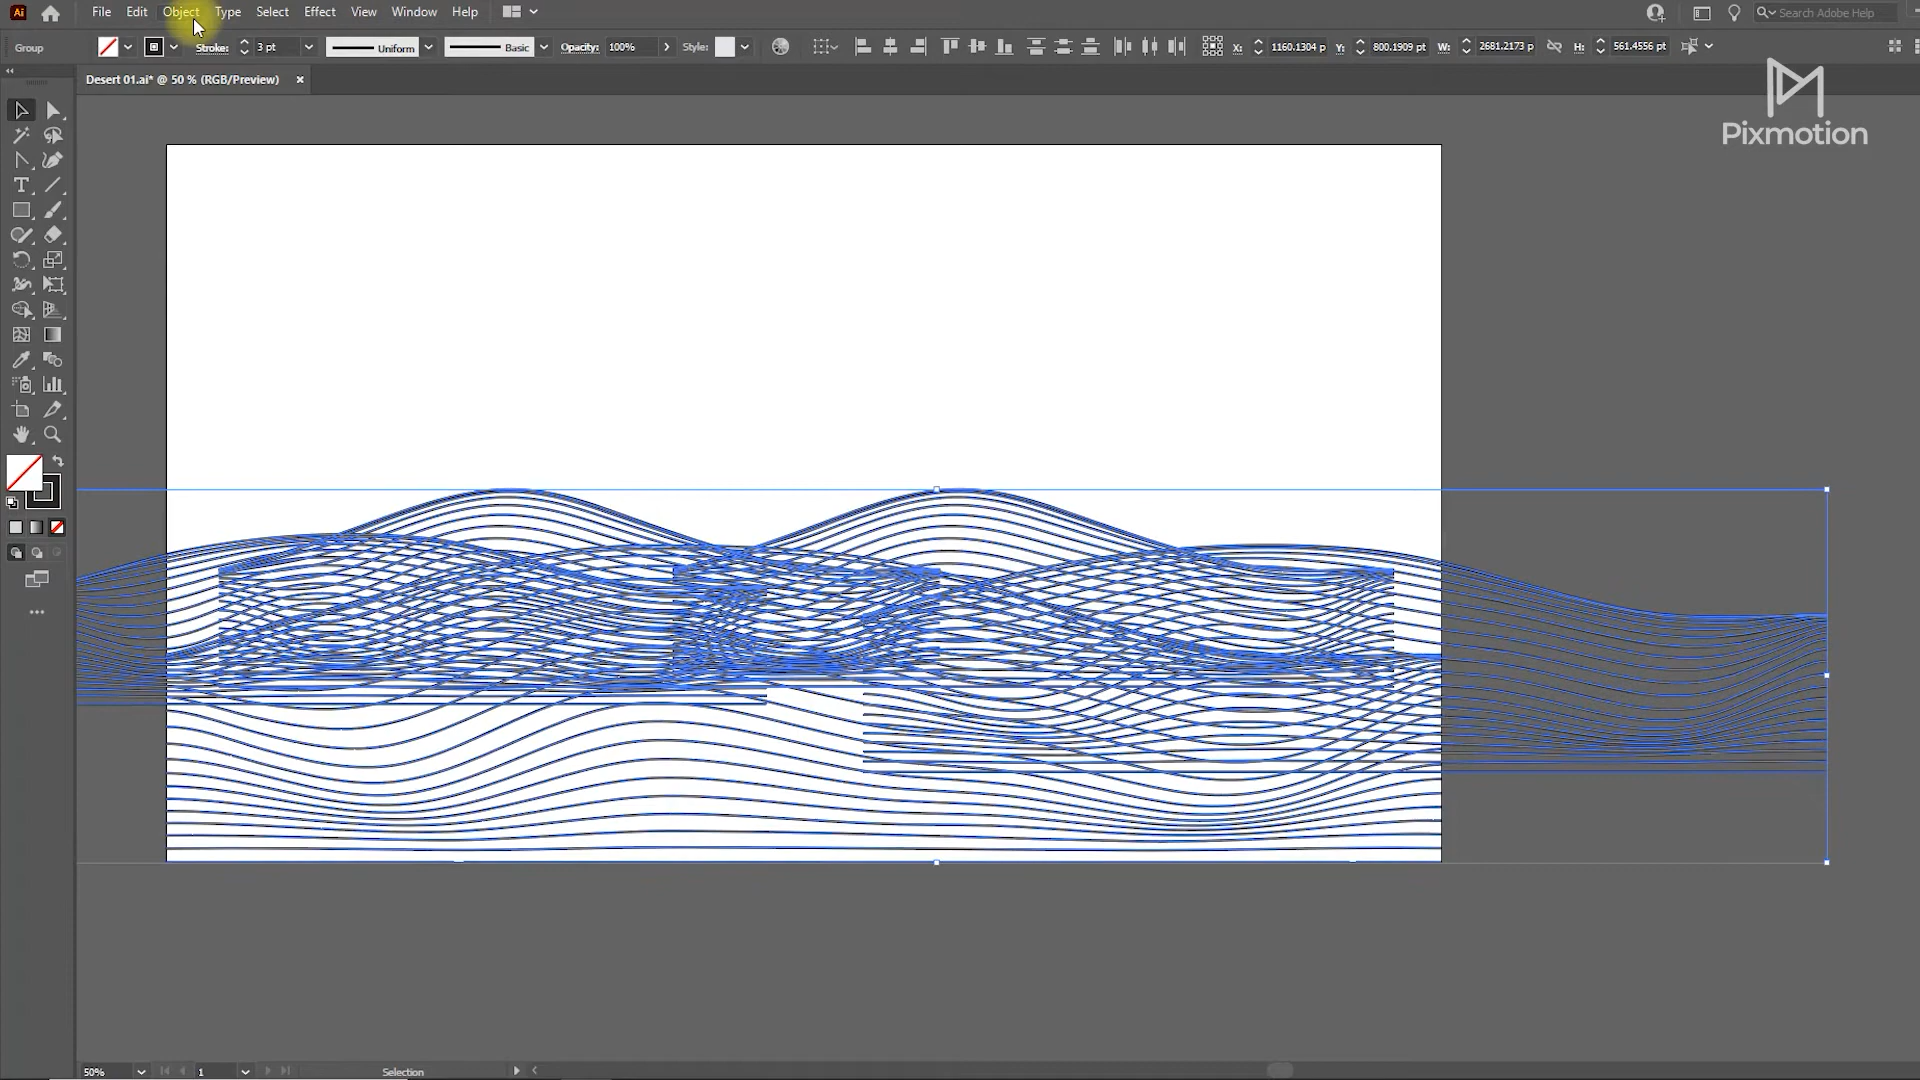 Ai File Edit Object Type Select Effect View Window Help Search Adobe Help
Group Stroke: 3 pt Uniform Basic Opacity: 100% Style: X: 1160.1304 p Y: 800.1909 pt W: 2681.2173 p H: 561.4556 pt
Desert 01.ai* @ 50 % (RGB/Preview) ×
Pixmotion
50% 1 Selection